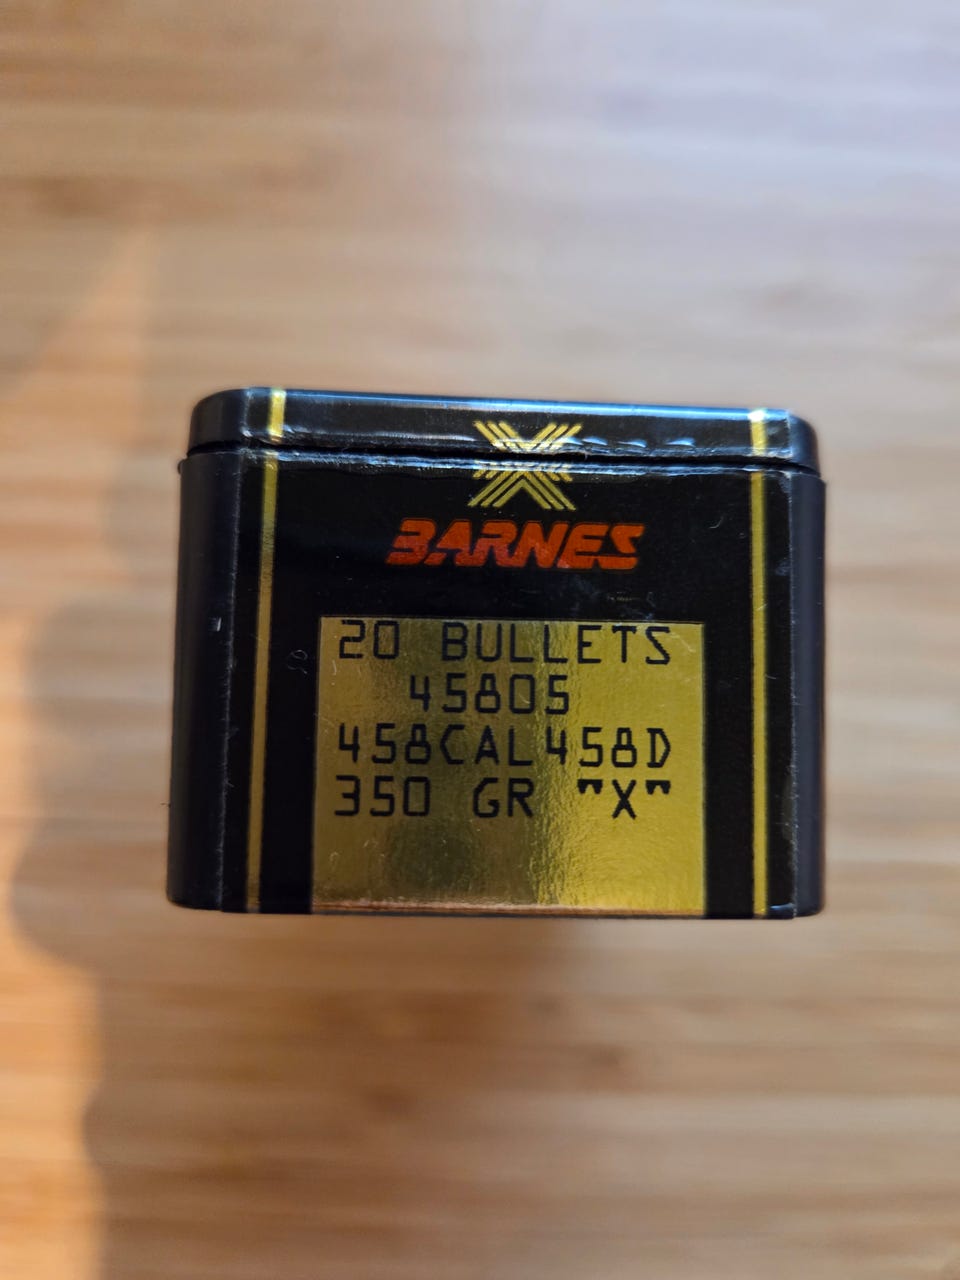 BARNES
20 BULLETS
45805
458CAL 458D
350 GR "X"